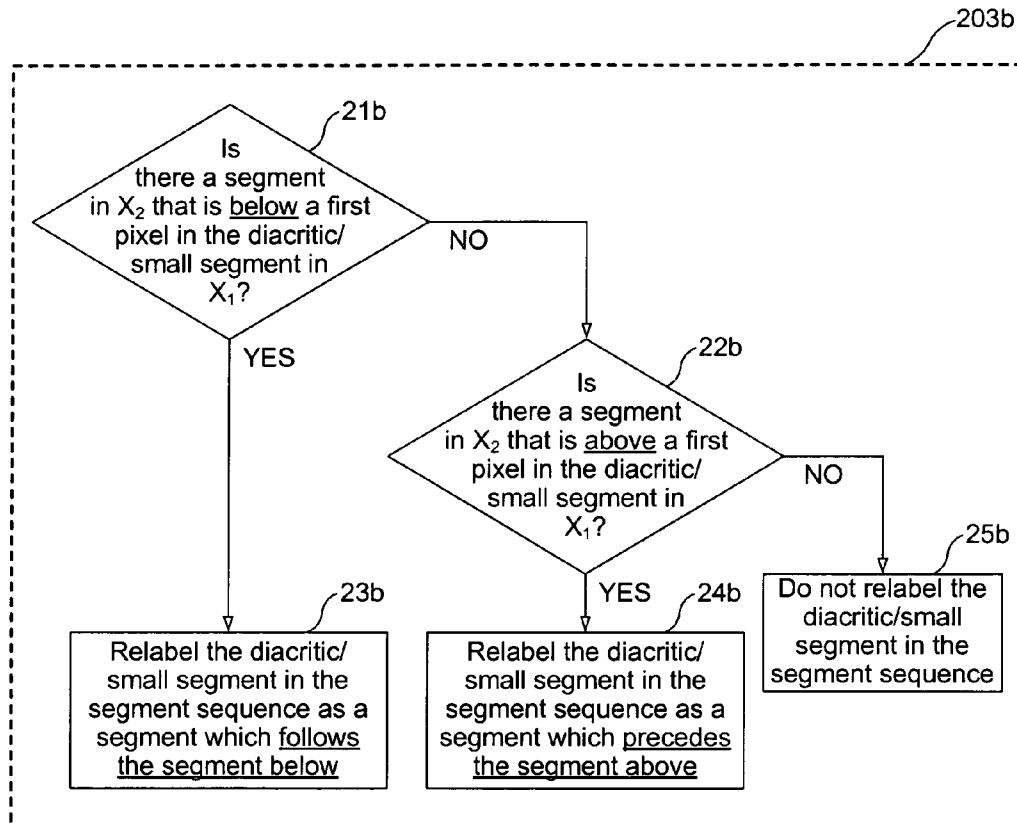 203b
21b
Is
there a segment
in X₂ that is below a first
pixel in the diacritic/
small segment in
X₁?
NO
YES
22b
Is
there a segment
in X₂ that is above a first
pixel in the diacritic/
small segment in
X₁?
NO
YES
23b
Relabel the diacritic/
small segment in the
segment sequence as a
segment which follows
the segment below
24b
Relabel the diacritic/
small segment in the
segment sequence as a
segment which precedes
the segment above
25b
Do not relabel the
diacritic/small
segment in the
segment sequence